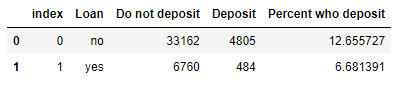 index Loan Do not deposit Deposit Percent who deposit
0 0 no 33162 4805 12.655727
1 1 yes 6760 484 6.681391